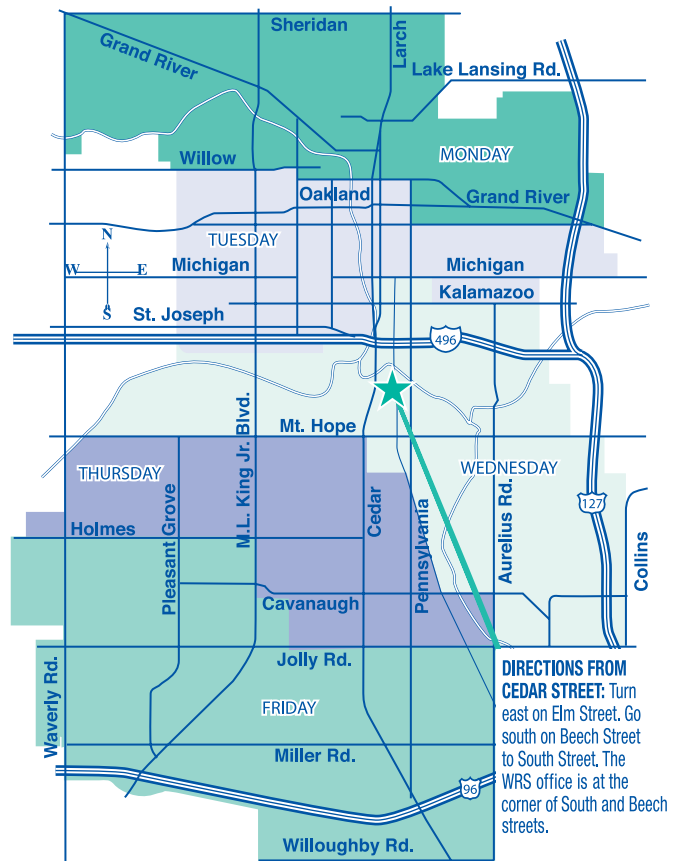 Sheridan
Grand River
Larch
Lake Lansing Rd.
MONDAY
Willow
Oakland
Grand River
TUESDAY
N
W E
S
Michigan
Michigan
Kalamazoo
St. Joseph
496
M.L. King Jr. Blvd.
Mt. Hope
THURSDAY
WEDNESDAY
Pleasant Grove
Cedar
Pennsylvania
Aurelius Rd.
127
Collins
Holmes
Cavanaugh
Waverly Rd.
Jolly Rd.
FRIDAY
Miller Rd.
96
Willoughby Rd.
DIRECTIONS FROM
CEDAR STREET: Turn
east on Elm Street. Go
south on Beech Street
to South Street. The
WRS office is at the
corner of South and Beech
streets.